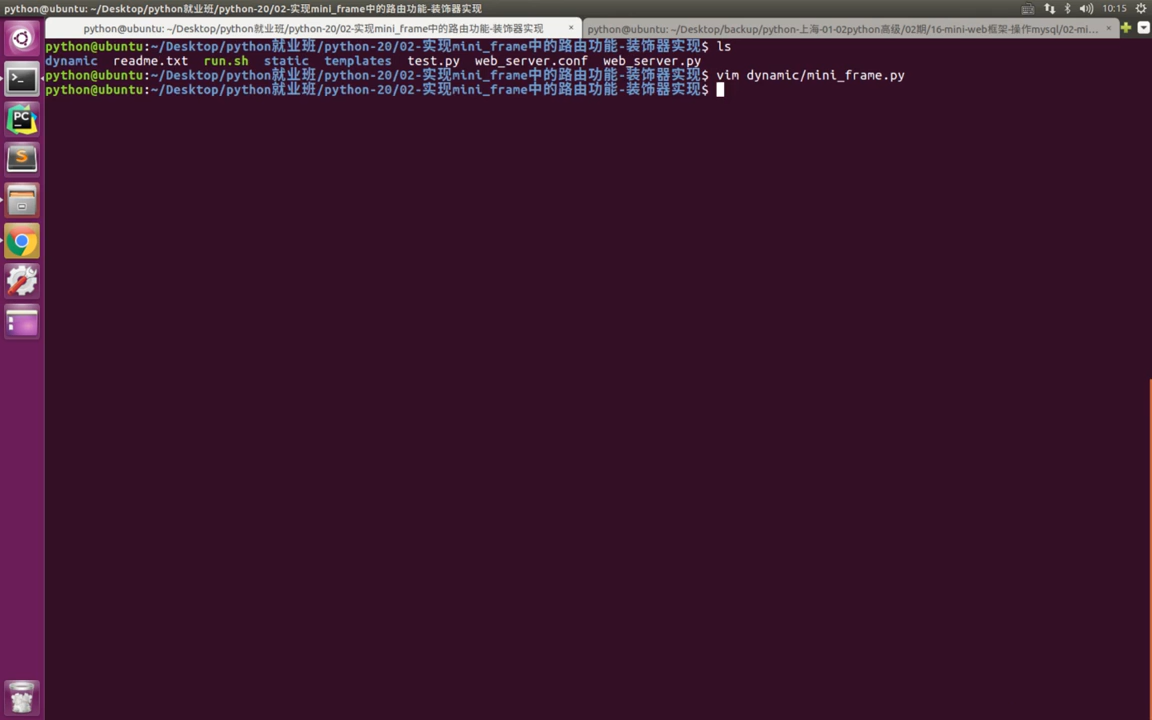 python@ubuntu: ~/Desktop/python就业班/python-20/02-实现mini_frame中的路由功能-装饰器实现
10:15
python@ubuntu: ~/Desktop/python就业班/python-20/02-实现mini_frame中的路由功能-装饰器实现 ×
python@ubuntu: ~/Desktop/backup/python-上海-01-02python高级/02期/16-mini-web框架-操作mysql/02-mi... ×
python@ubuntu:~/Desktop/python就业班/python-20/02-实现mini_frame中的路由功能-装饰器实现$ ls
dynamic readme.txt run.sh static templates test.py web_server.conf web_server.py
python@ubuntu:~/Desktop/python就业班/python-20/02-实现mini_frame中的路由功能-装饰器实现$ vim dynamic/mini_frame.py
python@ubuntu:~/Desktop/python就业班/python-20/02-实现mini_frame中的路由功能-装饰器实现$
PC
S